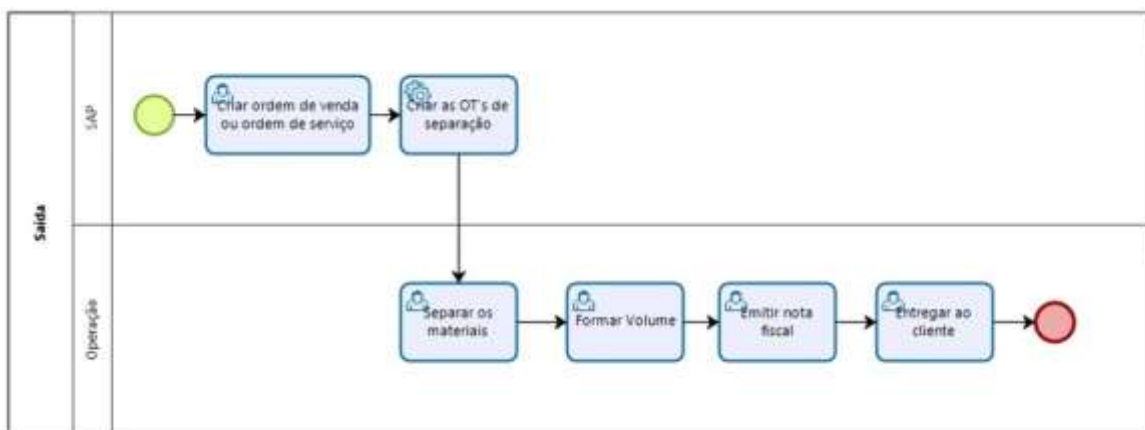 Saída
SAP
Criar ordem de venda
ou ordem de serviço
Criar as OT's de
separação
Operação
Separar os
materiais
Formar Volume
Emitir nota
fiscal
Entregar ao
cliente